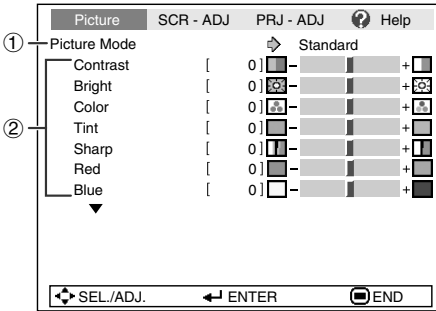 Picture SCR - ADJ PRJ - ADJ ? Help
① Picture Mode Standard
② Contrast [ 0 ] - +
Bright [ 0 ] - +
Color [ 0 ] - +
Tint [ 0 ] - +
Sharp [ 0 ] - +
Red [ 0 ] - +
Blue [ 0 ] - +
SEL./ADJ. ENTER END